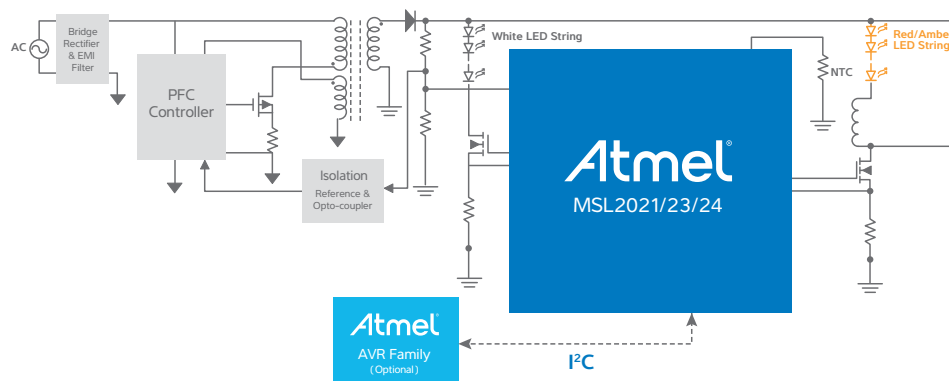 AC
Bridge
Rectifier
& EMI
Filter
PFC
Controller
Isolation
Reference &
Opto-coupler
White LED String
Atmel®
MSL2021/23/24
NTC
Red/Amber
LED String
Atmel
AVR Family
(Optional)
I²C